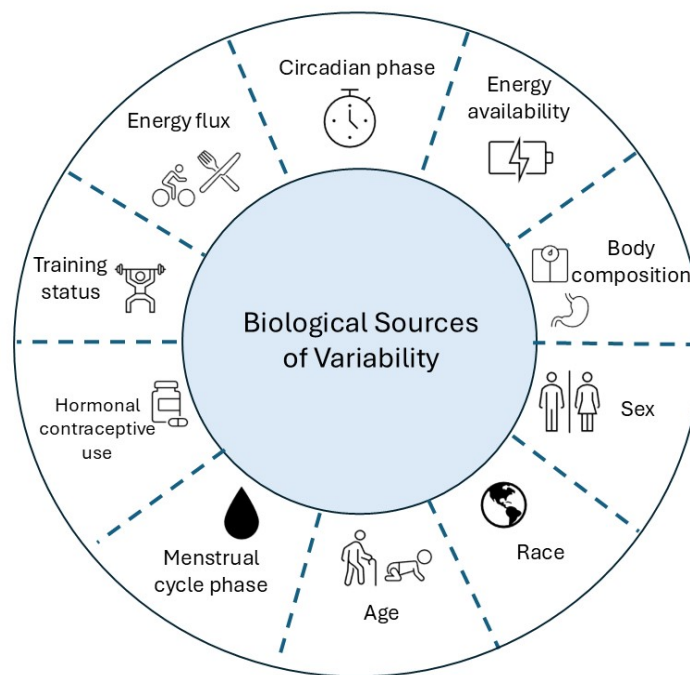 Circadian phase
Energy
availability
Body
composition
Sex
Race
Age
Menstrual
cycle phase
Hormonal
contraceptive
use
Training
status
Energy flux
Biological Sources
of Variability